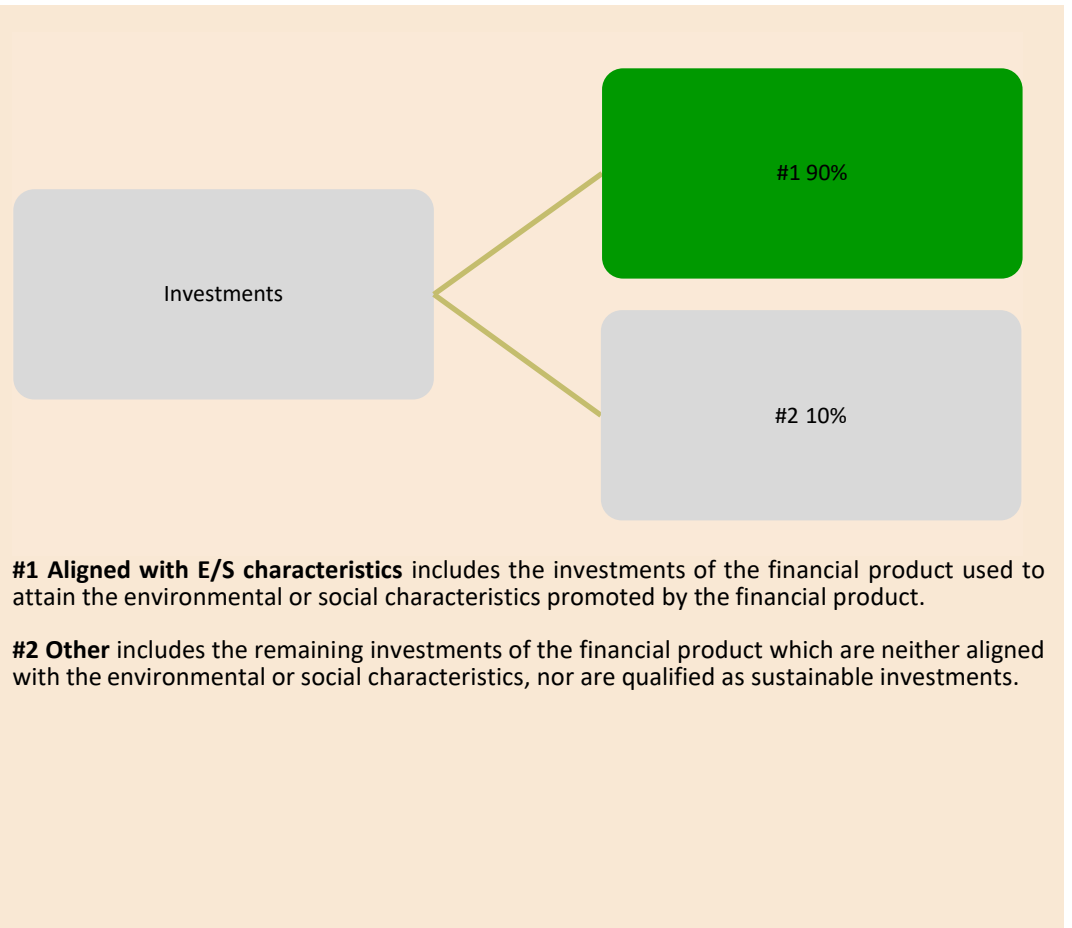 #1 90%
Investments
#2 10%
#1 Aligned with E/S characteristics includes the investments of the financial product used to
attain the environmental or social characteristics promoted by the financial product.
#2 Other includes the remaining investments of the financial product which are neither aligned
with the environmental or social characteristics, nor are qualified as sustainable investments.